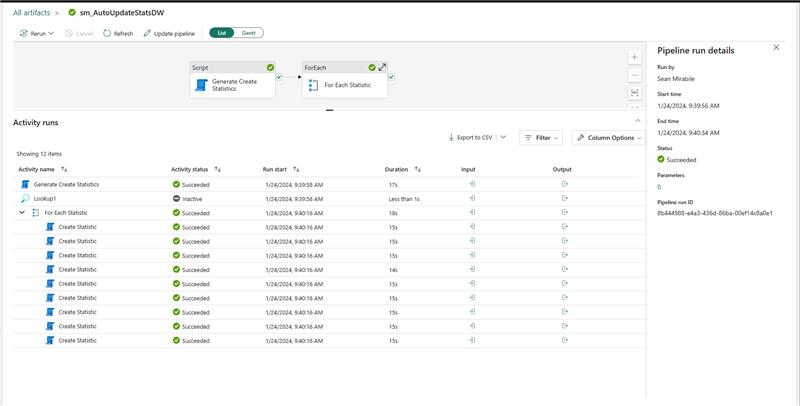 All artifacts > sm_AutoUpdateStatsDW
Rerun Cancel Refresh Update pipeline List Gantt
Script ForEach
Generate Create Statistics For Each Statistic
Activity runs
Export to CSV Filter Column Options
Showing 12 items
Activity name Activity status Run start Duration Input Output
Generate Create Statistics Succeeded 1/24/2024, 9:39:58 AM 17s
Lookup1 Inactive 1/24/2024, 9:39:58 AM Less than 1s
For Each Statistic Succeeded 1/24/2024, 9:40:16 AM 18s
Create Statistic Succeeded 1/24/2024, 9:40:16 AM 15s
Create Statistic Succeeded 1/24/2024, 9:40:16 AM 15s
Create Statistic Succeeded 1/24/2024, 9:40:16 AM 15s
Create Statistic Succeeded 1/24/2024, 9:40:16 AM 14s
Create Statistic Succeeded 1/24/2024, 9:40:16 AM 15s
Create Statistic Succeeded 1/24/2024, 9:40:16 AM 15s
Create Statistic Succeeded 1/24/2024, 9:40:16 AM 15s
Create Statistic Succeeded 1/24/2024, 9:40:16 AM 15s
Create Statistic Succeeded 1/24/2024, 9:40:16 AM 15s
Pipeline run details
Run by
Sean Mirabile
Start time
1/24/2024, 9:39:56 AM
End time
1/24/2024, 9:40:34 AM
Status
Succeeded
Parameters
0
Pipeline run ID
8b444988-e4a3-436d-86ba-00ef14c8a0e1